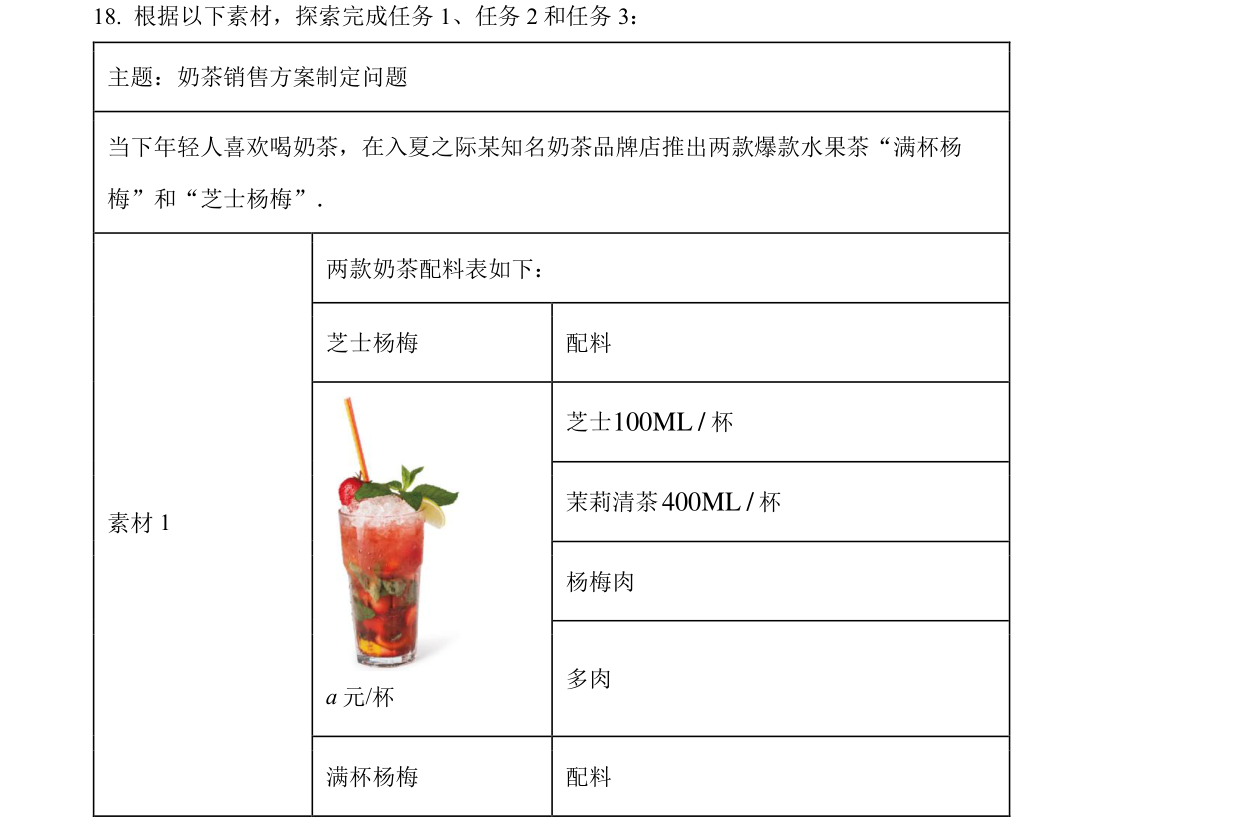 18. 根据以下素材，探索完成任务 1、任务 2 和任务 3：
主题：奶茶销售方案制定问题
当下年轻人喜欢喝奶茶，在入夏之际某知名奶茶品牌店推出两款爆款水果茶“满杯杨
梅”和“芝士杨梅”．
素材 1
两款奶茶配料表如下：
芝士杨梅
配料
芝士100ML / 杯
茉莉清茶 400ML / 杯
杨梅肉
多肉
a 元/杯
满杯杨梅
配料